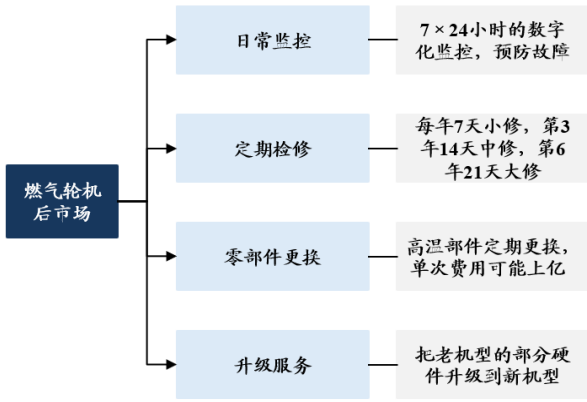 燃气轮机
后市场
日常监控
7×24小时的数字
化监控，预防故障
定期检修
每年7天小修，第3
年14天中修，第6
年21天大修
零部件更换
高温部件定期更换，
单次费用可能上亿
升级服务
把老机型的部分硬
件升级到新机型